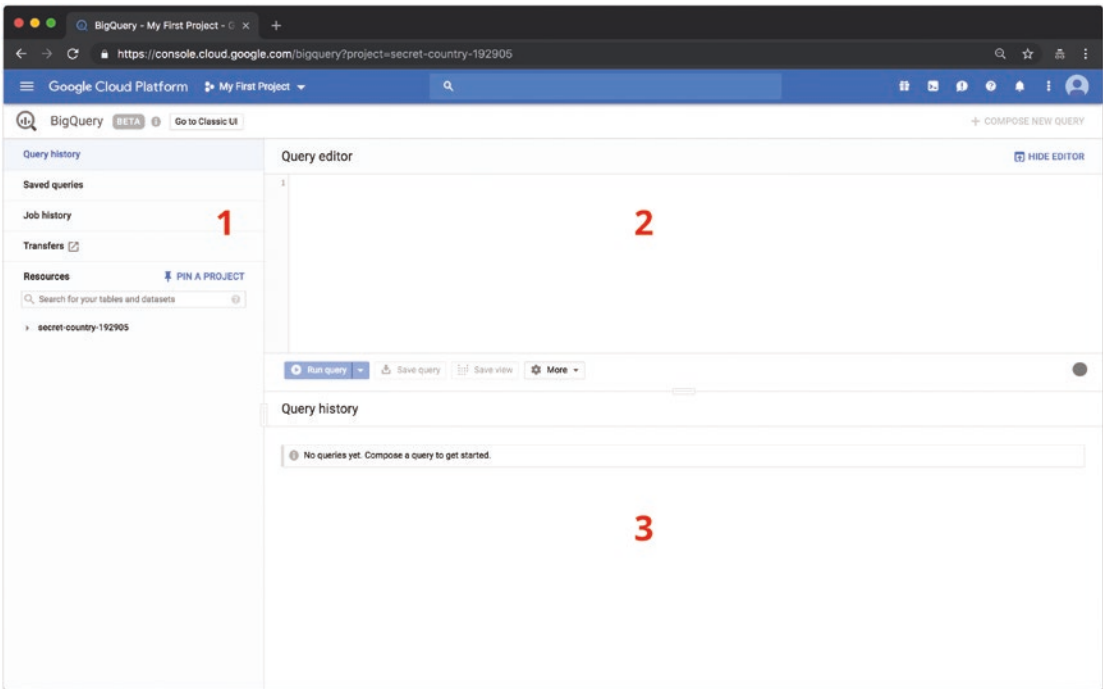 BigQuery - My First Project - G
https://console.cloud.google.com/bigquery?project=secret-country-192905
Google Cloud Platform My First Project
BigQuery BETA Go to Classic UI + COMPOSE NEW QUERY
Query history
Saved queries
Job history
Transfers
Resources PIN A PROJECT
Search for your tables and datasets
secret-country-192905
1
Query editor HIDE EDITOR
1
2
Run query Save query Save view More
Query history
No queries yet. Compose a query to get started.
3